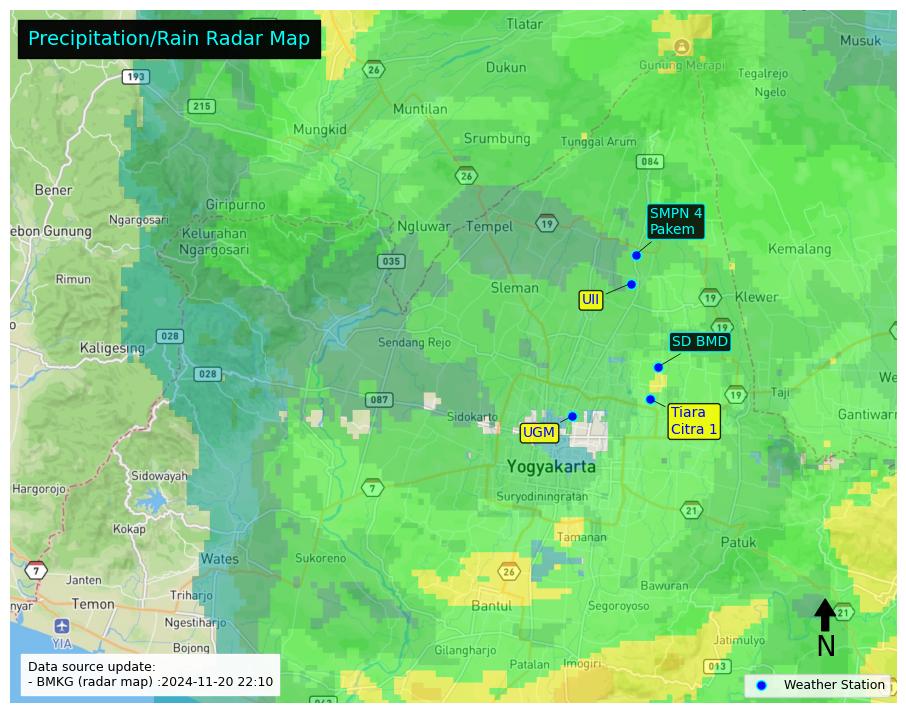 Precipitation/Rain Radar Map
Tlatar
Musuk
26
Dukun
Gunung Merapi
Tegalrejo
Ngelo
193
215
Muntilan
Mungkid
Srumbung
Tunggal Arum
084
26
Bener
Giripurno
Ngargosari
ebon Gunung
Kelurahan
Ngargosari
Ngluwar
Tempel
19
SMPN 4
Pakem
Kemalang
035
Rimun
Sleman
UII
19
Klewer
19
028
Kaligesing
Sendang Rejo
SD BMD
028
087
We
19
Taji
Sidokarto
Tiara
Citra 1
Gantiwarn
UGM
Yogyakarta
Sidowayah
Hargorojo
7
Suryodiningratan
21
Kokap
Tamanan
Patuk
Wates
Sukoreno
7
26
Janten
Bawuran
nyar
Temon
Triharjo
Bantul
Segoroyoso
21
YIA
Ngestiharjo
Jatimulyo
N
Bojong
Gilangharjo
Patalan
Imogiri
013
Data source update:
- BMKG (radar map) :2024-11-20 22:10
Weather Station